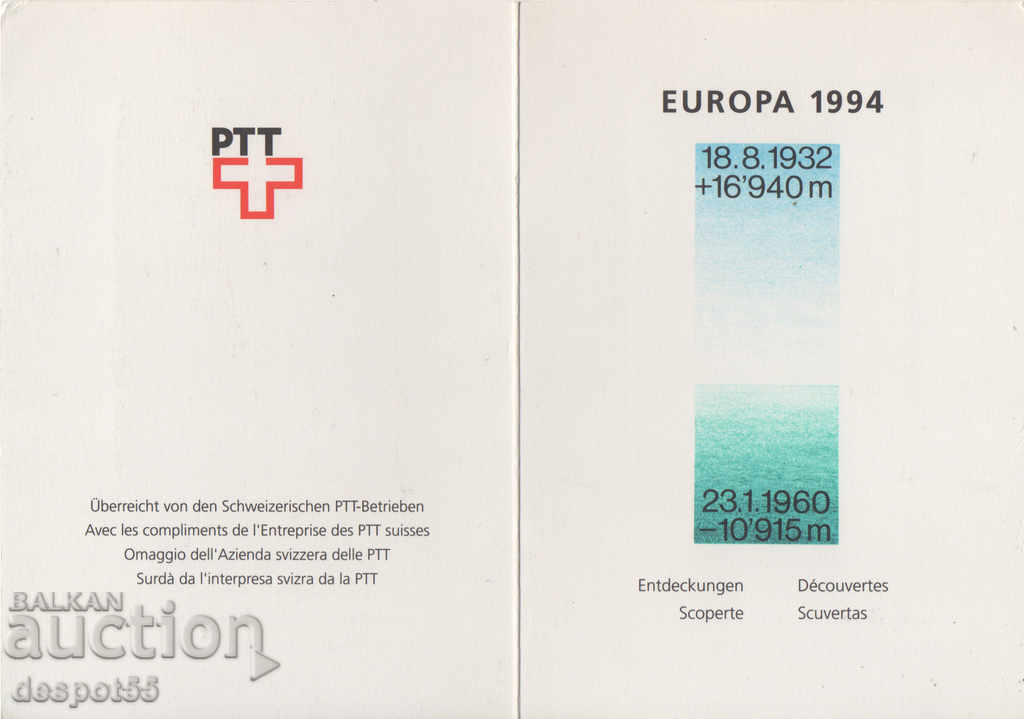 PTT
Überreicht von den Schweizerischen PTT-Betrieben
Avec les compliments de l'Entreprise des PTT suisses
Omaggio dell'Azienda svizzera delle PTT
Surdà da l'interpresa svizra da la PTT
BALKAN
auction
despot55
EUROPA 1994
18.8.1932
+16’940 m
23.1.1960
–10’915 m
Entdeckungen Découvertes
Scoperte Scuvertas